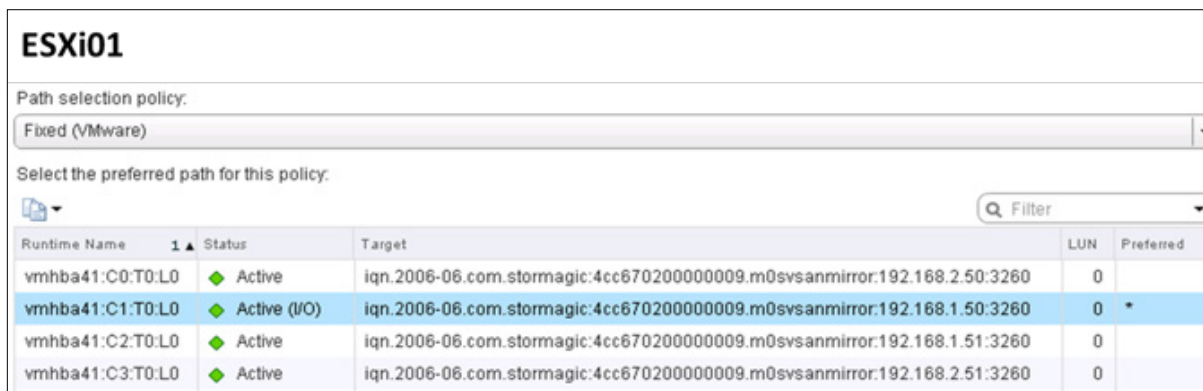 ESXi01
Path selection policy:
Fixed (VMware)
Select the preferred path for this policy:
Filter
Runtime Name 1 ▲ Status Target LUN Preferred
vmhba41:C0:T0:L0 Active iqn.2006-06.com.stormagic:4cc670200000009.m0svsanmirror:192.168.2.50:3260 0
vmhba41:C1:T0:L0 Active (I/O) iqn.2006-06.com.stormagic:4cc670200000009.m0svsanmirror:192.168.1.50:3260 0 *
vmhba41:C2:T0:L0 Active iqn.2006-06.com.stormagic:4cc670200000009.m0svsanmirror:192.168.1.51:3260 0
vmhba41:C3:T0:L0 Active iqn.2006-06.com.stormagic:4cc670200000009.m0svsanmirror:192.168.2.51:3260 0